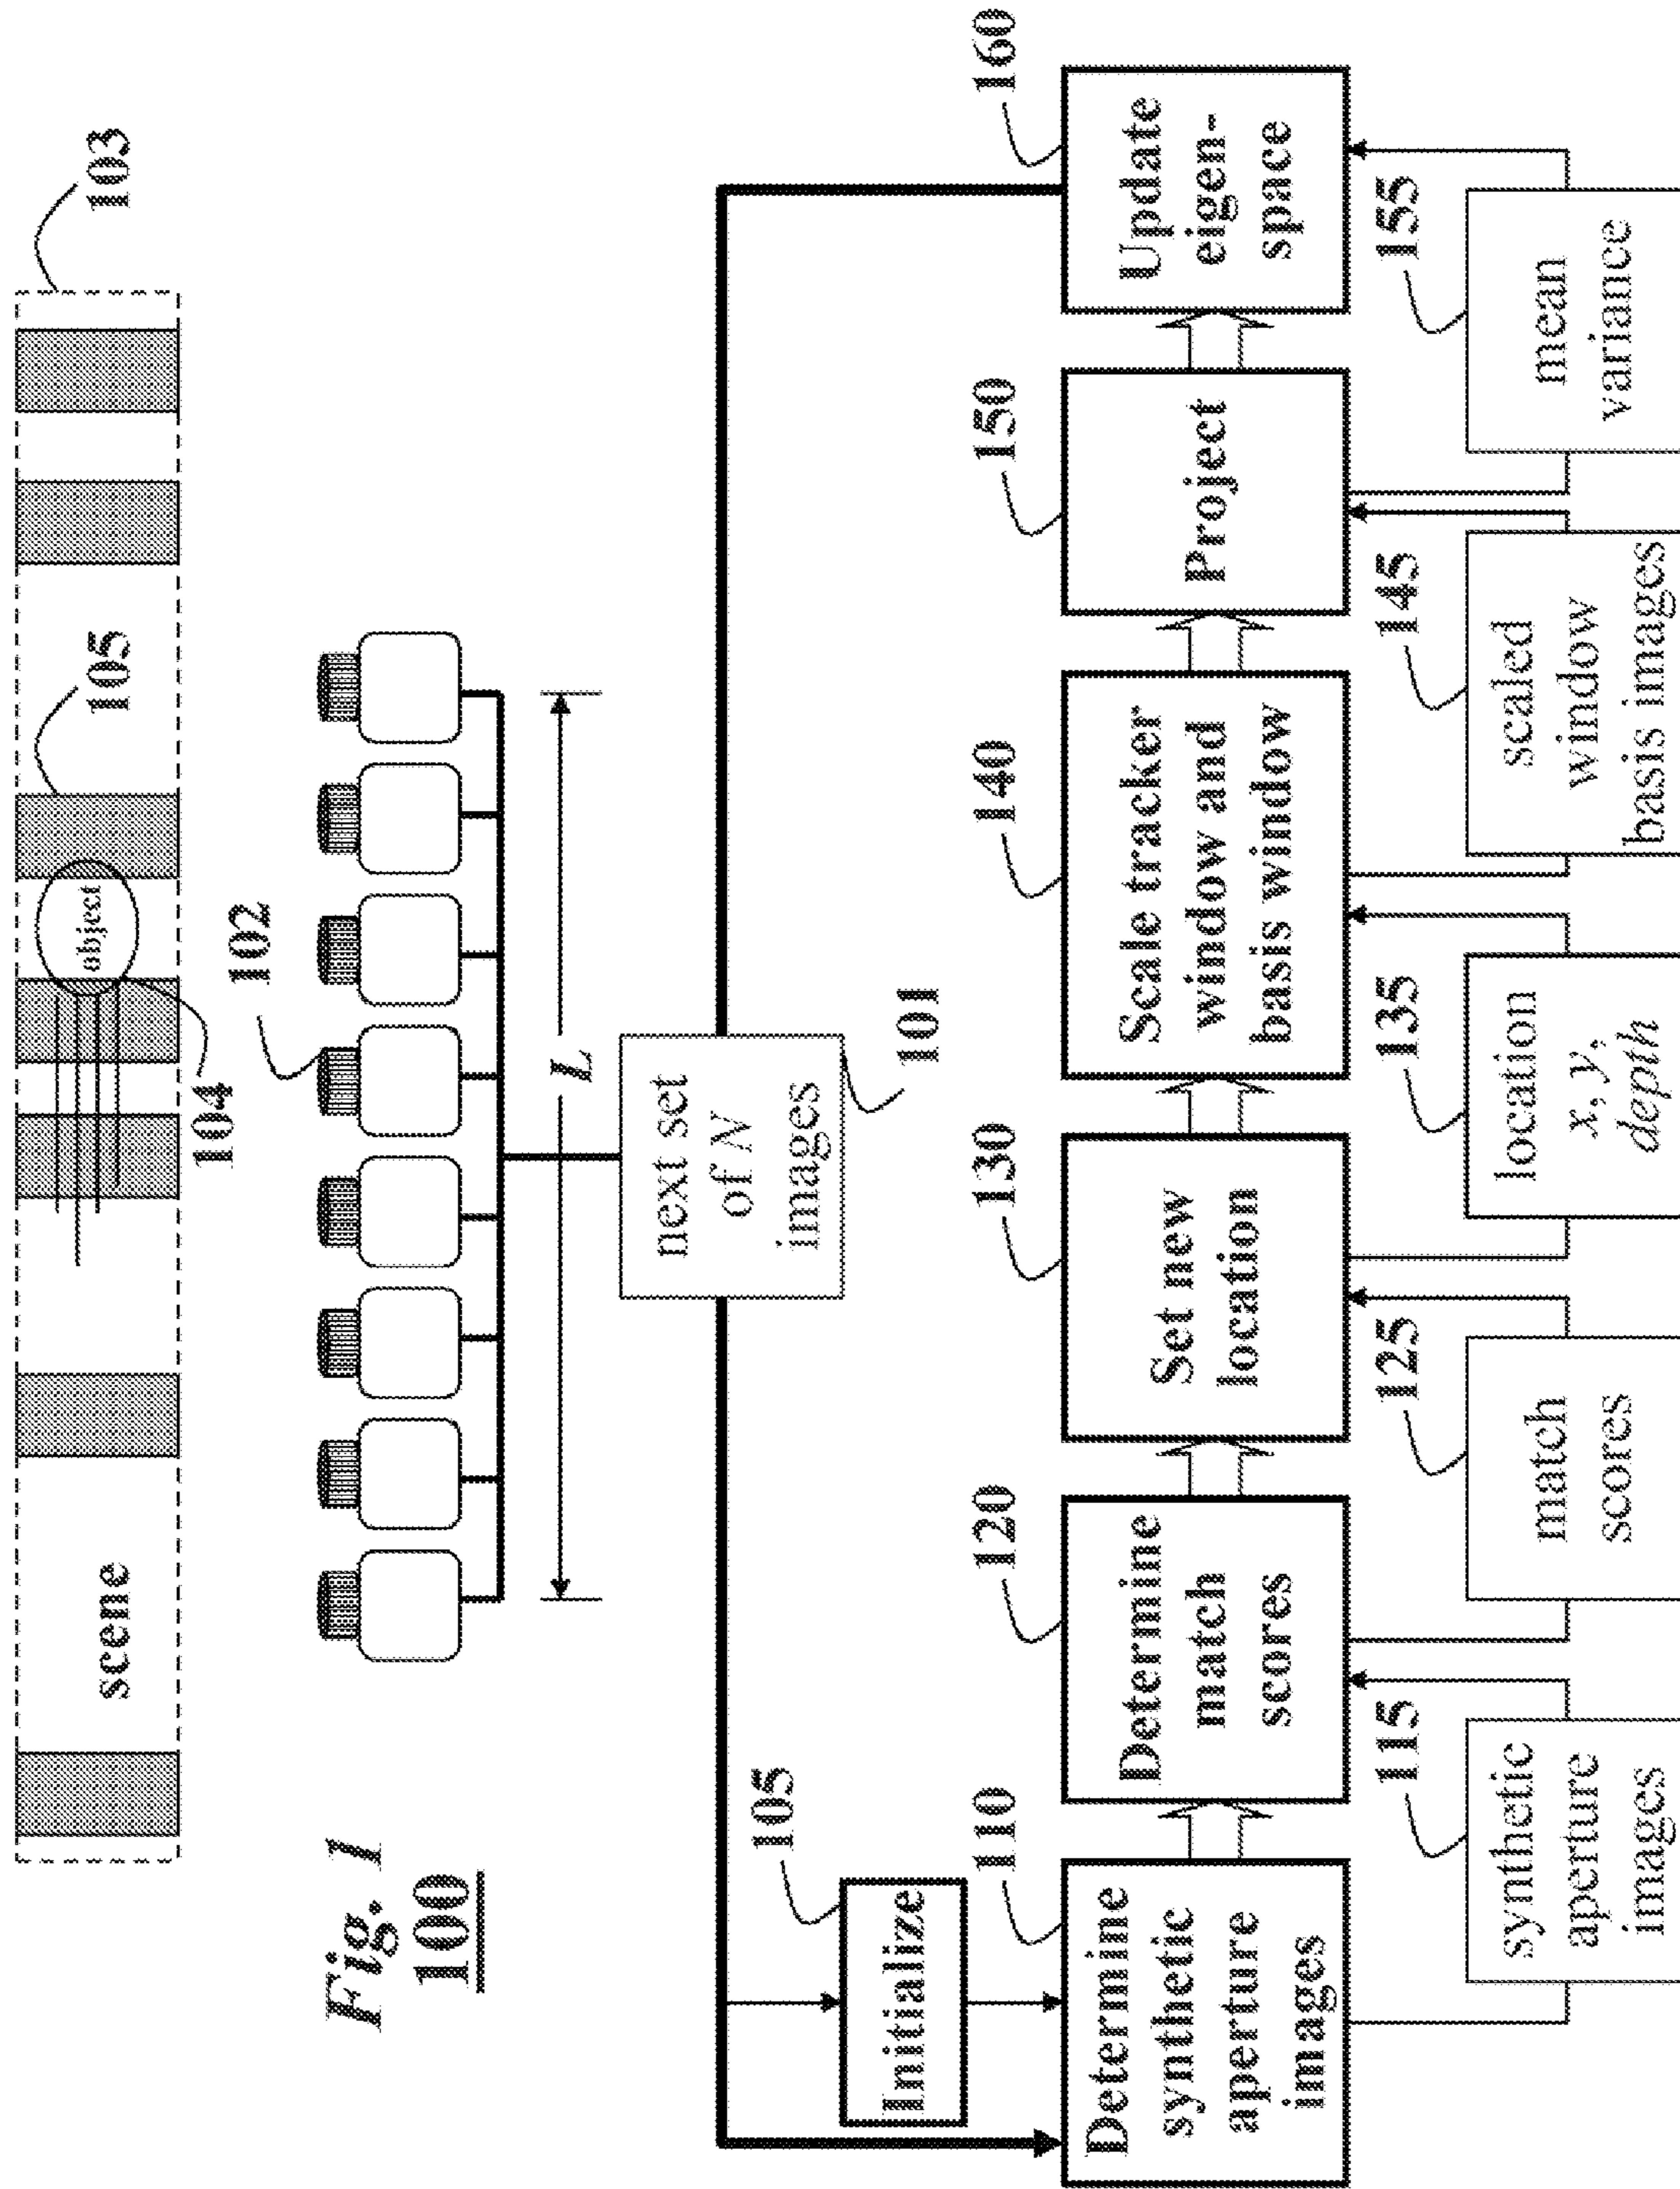 103
105
scene
object
104
102
Fig. 1
100
L
next set
of N
images
101
105
Initialize
110
Determine
synthetic
aperture
images
120
Determine
match
scores
130
Set new
location
140
Scale tracker
window and
basis window
150
Project
160
Update
eigen-
space
115
synthetic
aperture
images
125
match
scores
135
location
x, y,
depth
145
scaled
window
basis images
155
mean
variance